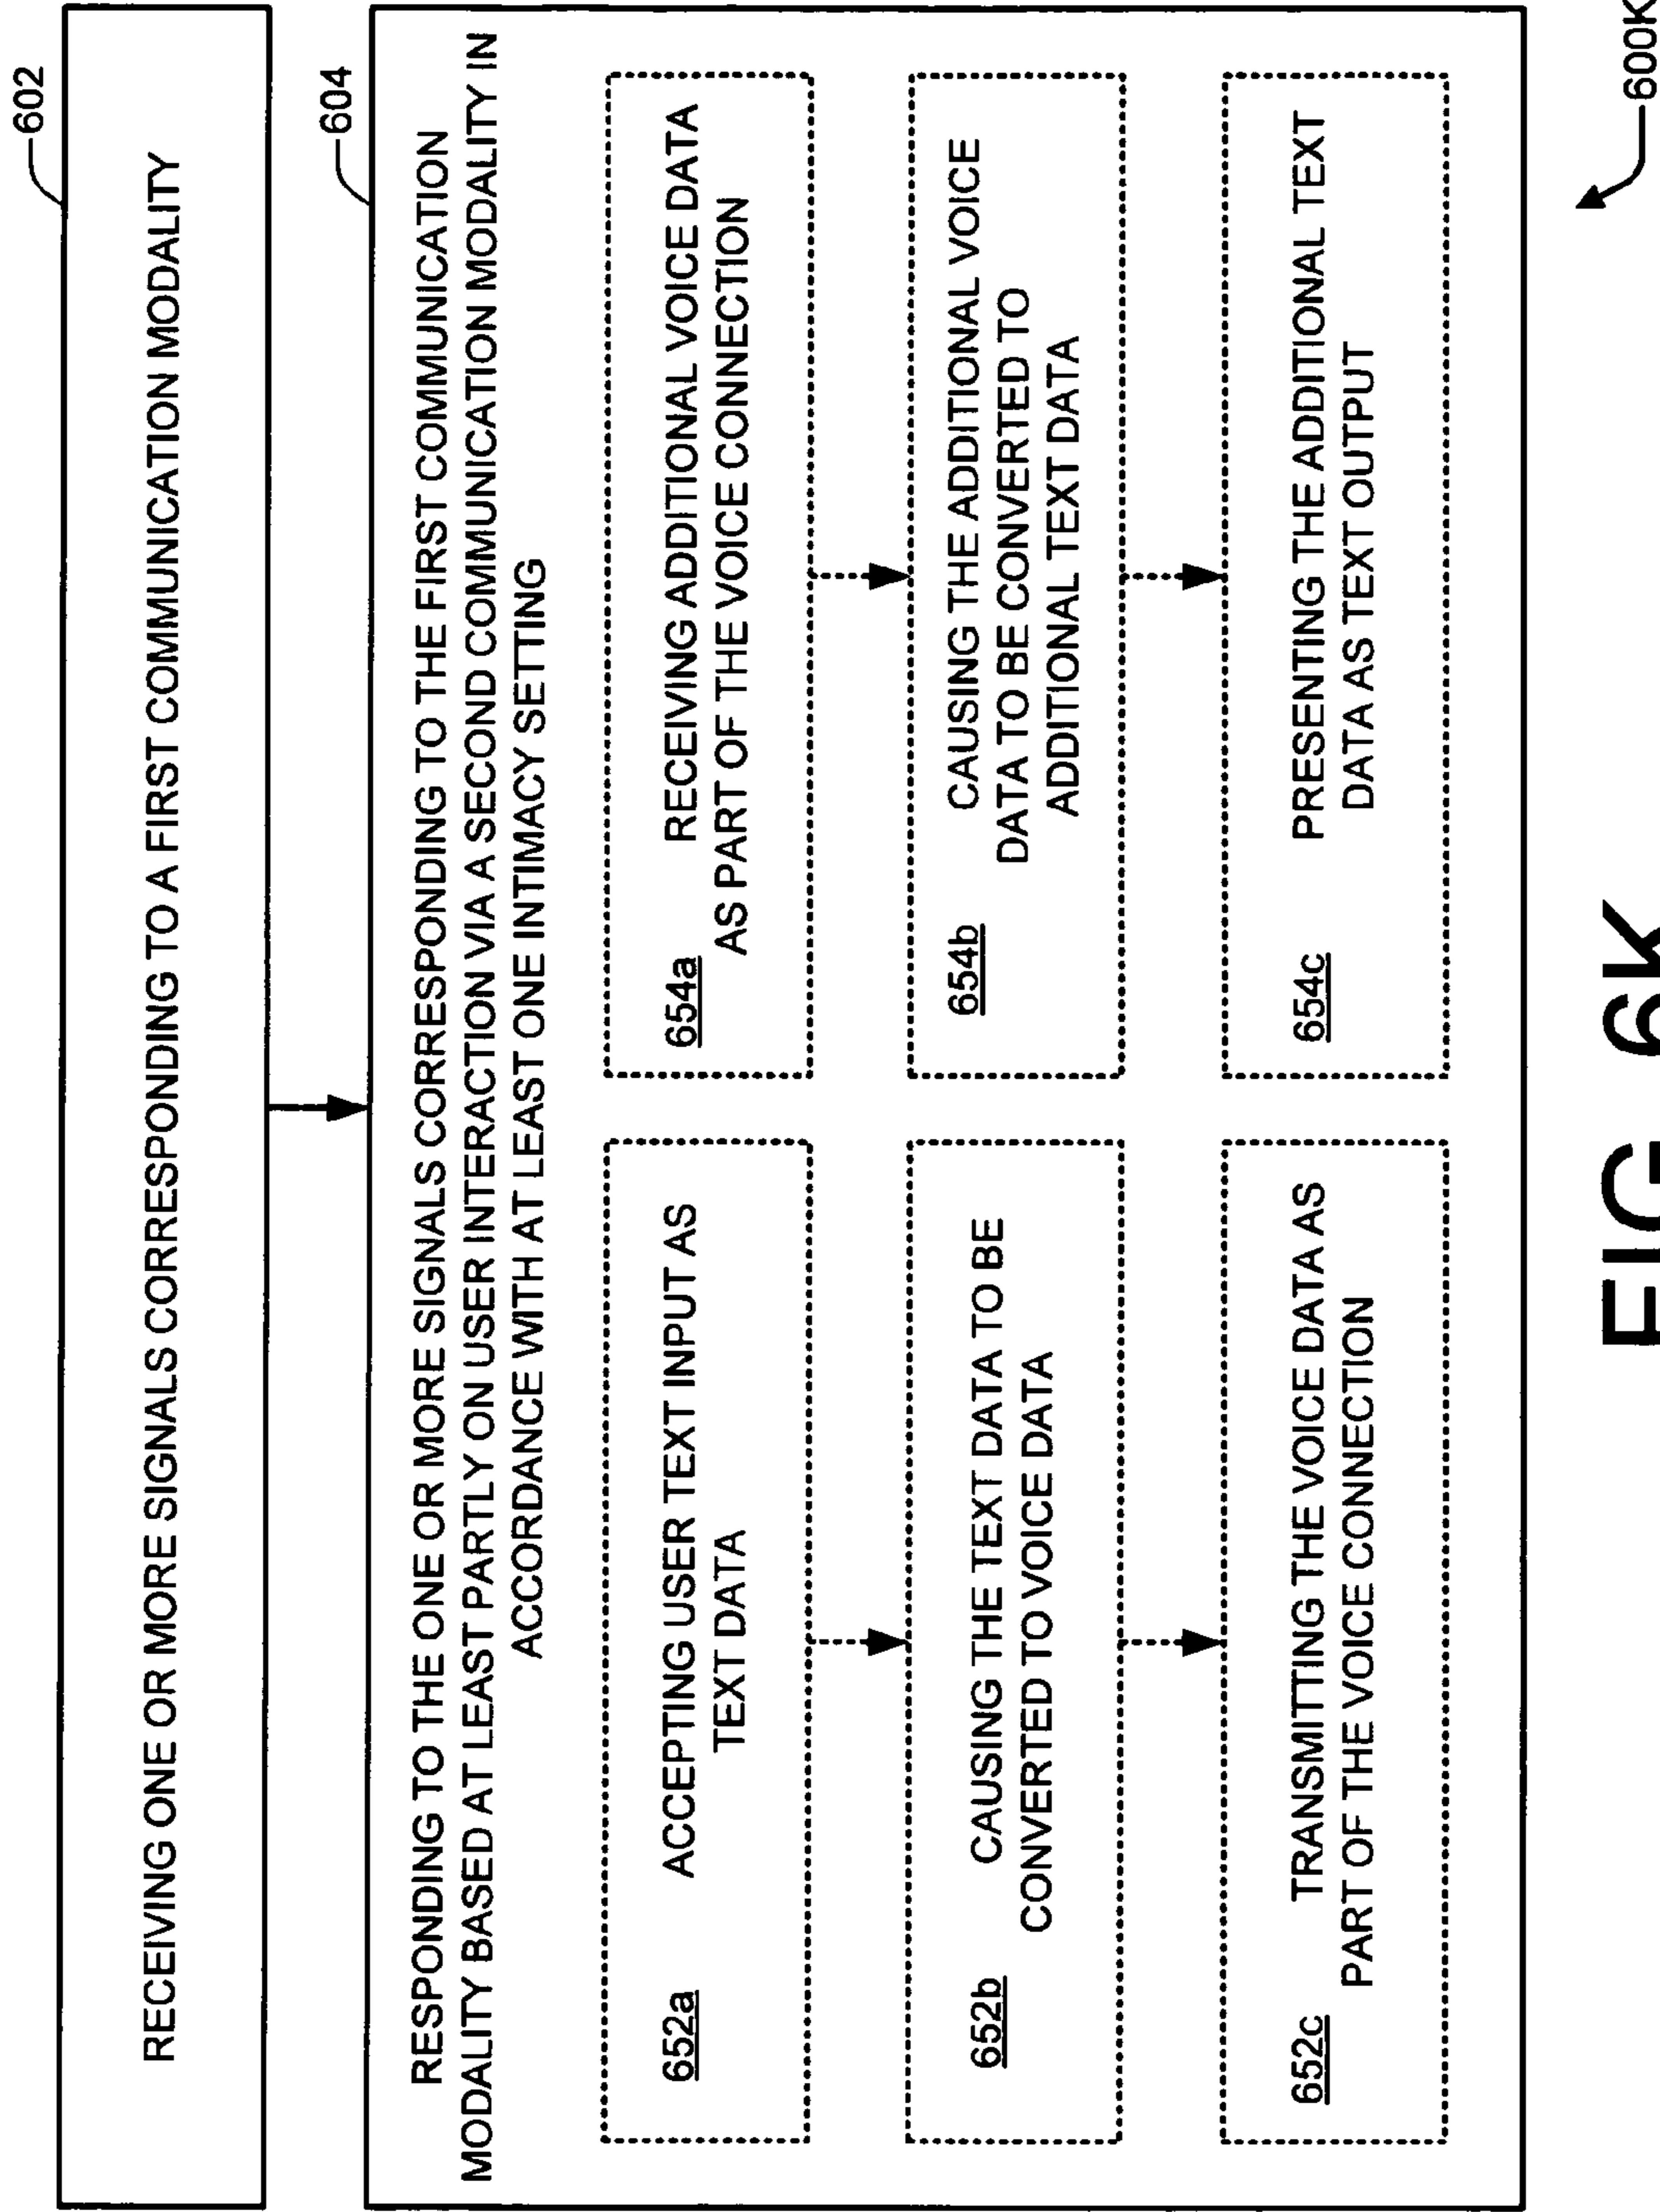 602
RECEIVING ONE OR MORE SIGNALS CORRESPONDING TO A FIRST COMMUNICATION MODALITY
604
RESPONDING TO THE ONE OR MORE SIGNALS CORRESPONDING TO THE FIRST COMMUNICATION
MODALITY BASED AT LEAST PARTLY ON USER INTERACTION VIA A SECOND COMMUNICATION MODALITY IN
ACCORDANCE WITH AT LEAST ONE INTIMACY SETTING
652a ACCEPTING USER TEXT INPUT AS
TEXT DATA
652b CAUSING THE TEXT DATA TO BE
CONVERTED TO VOICE DATA
652c TRANSMITTING THE VOICE DATA AS
PART OF THE VOICE CONNECTION
654a RECEIVING ADDITIONAL VOICE DATA
AS PART OF THE VOICE CONNECTION
654b CAUSING THE ADDITIONAL VOICE
DATA TO BE CONVERTED TO
ADDITIONAL TEXT DATA
654c PRESENTING THE ADDITIONAL TEXT
DATA AS TEXT OUTPUT
600K
FIG. 6K